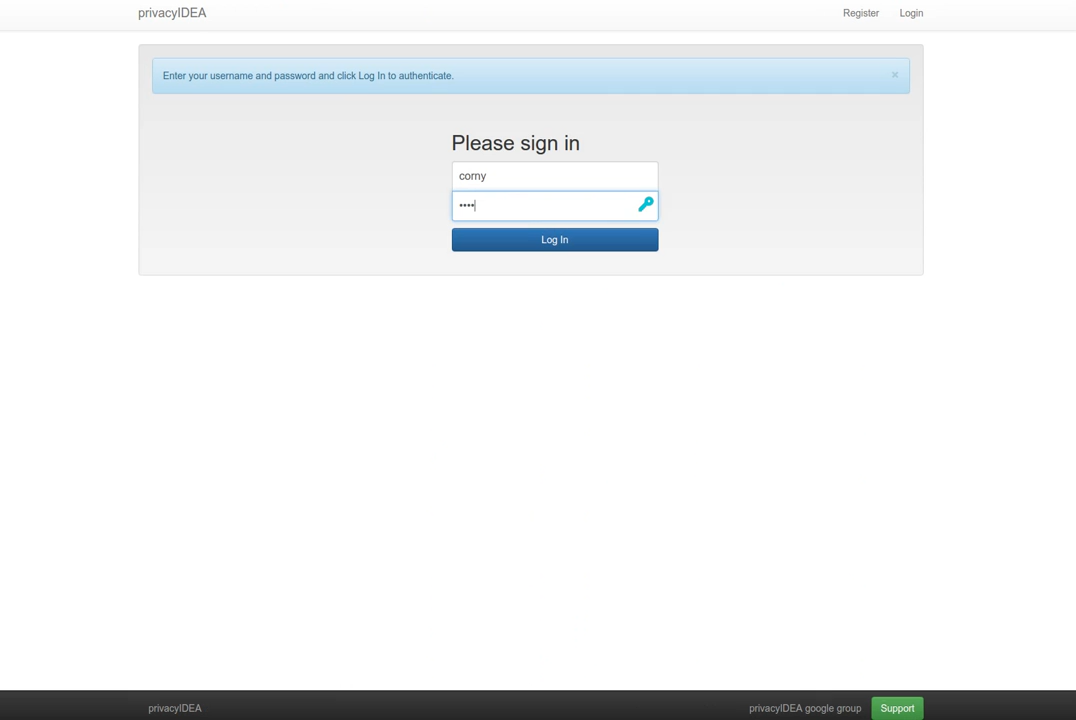 privacyIDEA Register Login
Enter your username and password and click Log In to authenticate. ×
Please sign in
corny
••••
Log In
privacyIDEA privacyIDEA google group Support